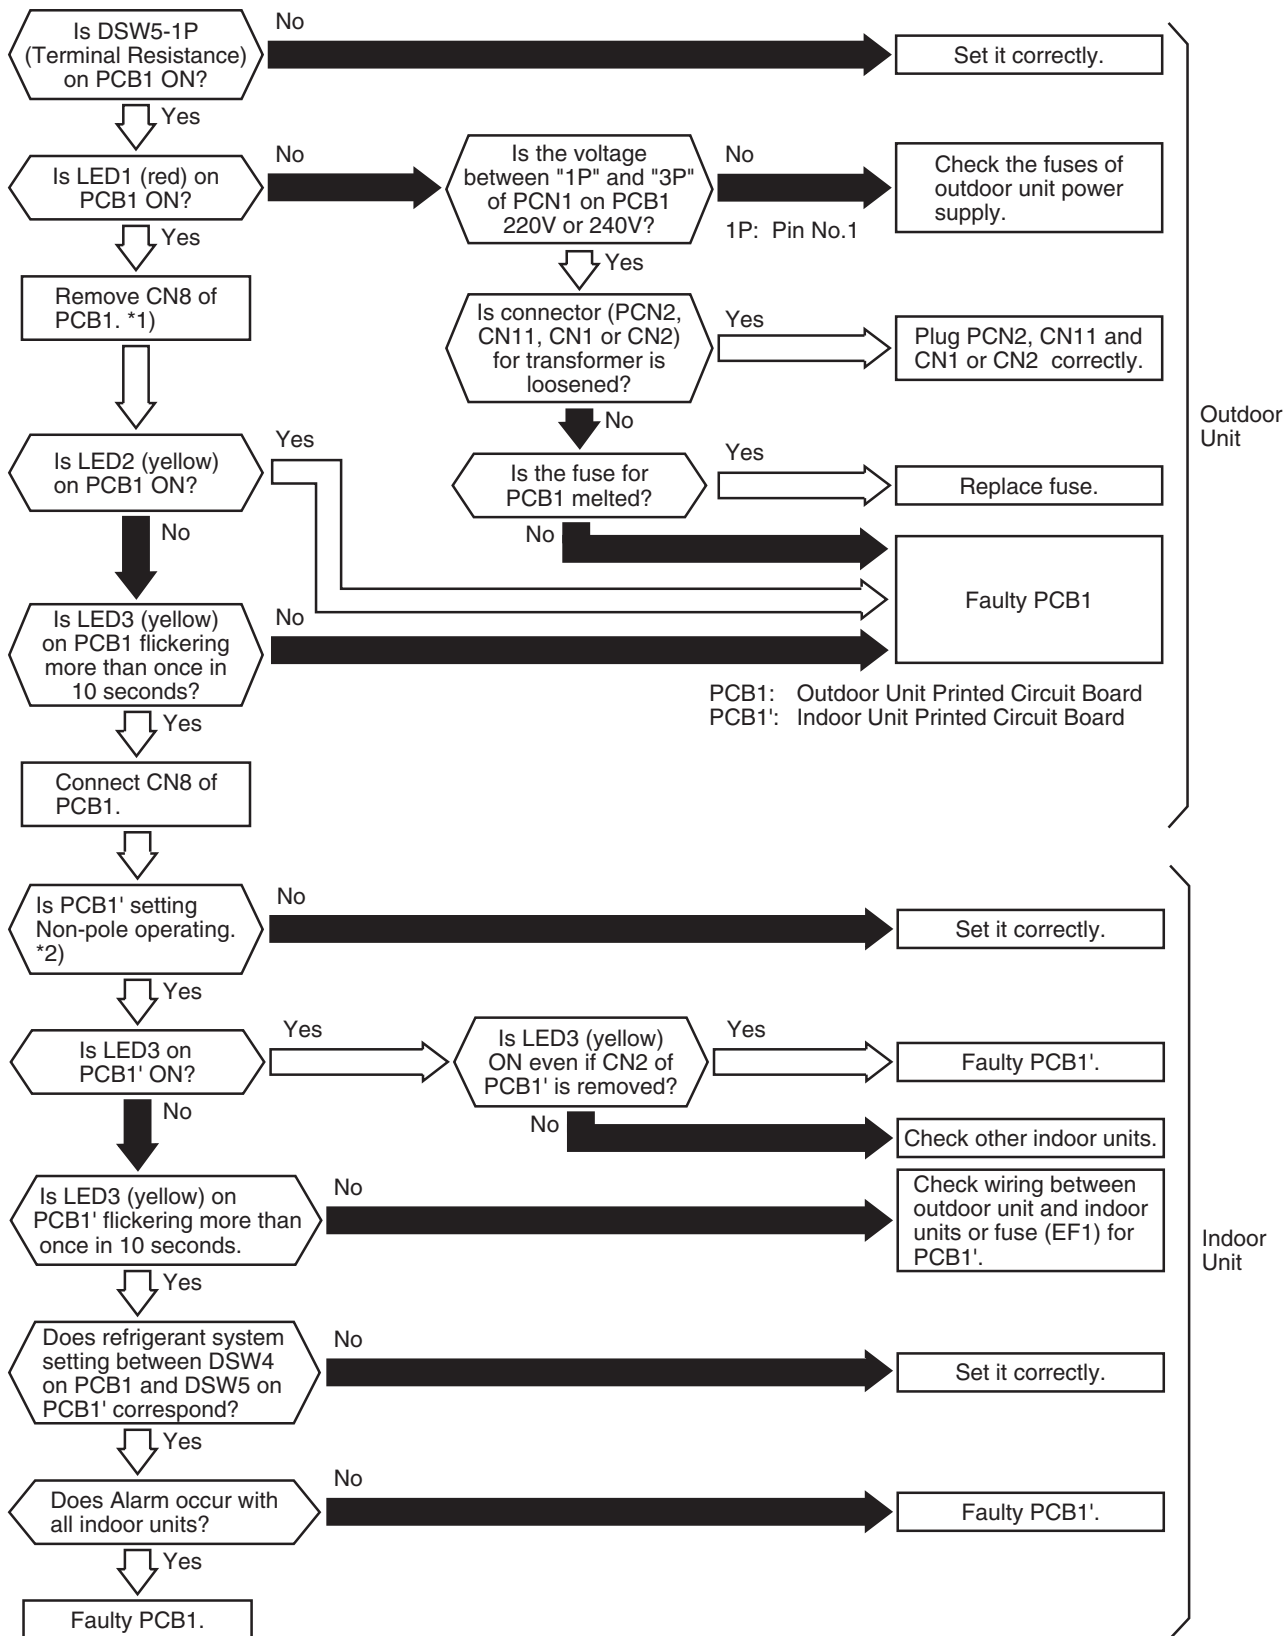 Is DSW5-1P
(Terminal Resistance)
on PCB1 ON?
No
Set it correctly.
Yes
Is LED1 (red) on
PCB1 ON?
No
Is the voltage
between "1P" and "3P"
of PCN1 on PCB1
220V or 240V?
No
1P: Pin No.1
Check the fuses of
outdoor unit power
supply.
Yes
Yes
Remove CN8 of
PCB1. *1)
Is connector (PCN2,
CN11, CN1 or CN2)
for transformer is
loosened?
Yes
Plug PCN2, CN11 and
CN1 or CN2 correctly.
No
Outdoor
Unit
Is LED2 (yellow)
on PCB1 ON?
Yes
Is the fuse for
PCB1 melted?
Yes
Replace fuse.
No
No
Faulty PCB1
Is LED3 (yellow)
on PCB1 flickering
more than once in
10 seconds?
No
PCB1: Outdoor Unit Printed Circuit Board
PCB1': Indoor Unit Printed Circuit Board
Yes
Connect CN8 of
PCB1.
Is PCB1' setting
Non-pole operating.
*2)
No
Set it correctly.
Yes
Is LED3 on
PCB1' ON?
Yes
Is LED3 (yellow)
ON even if CN2 of
PCB1' is removed?
Yes
Faulty PCB1'.
No
No
Check other indoor units.
Is LED3 (yellow) on
PCB1' flickering more than
once in 10 seconds.
No
Check wiring between
outdoor unit and indoor
units or fuse (EF1) for
PCB1'.
Indoor
Unit
Yes
Does refrigerant system
setting between DSW4
on PCB1 and DSW5 on
PCB1' correspond?
No
Set it correctly.
Yes
Does Alarm occur with
all indoor units?
No
Faulty PCB1'.
Yes
Faulty PCB1.